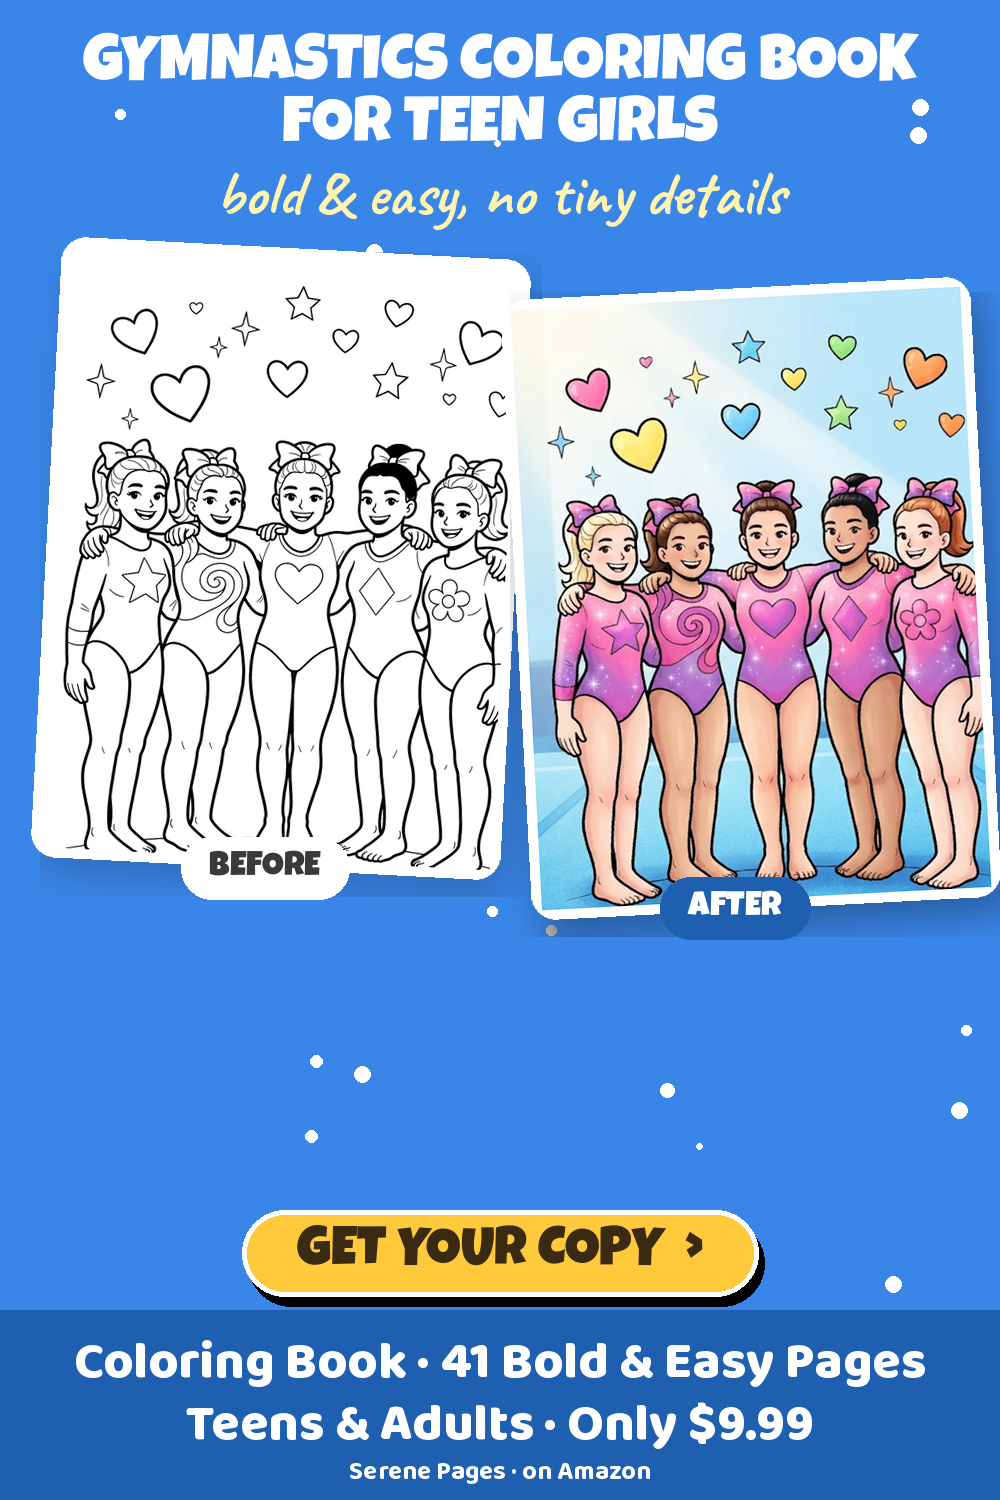 GYMNASTICS COLORING BOOK
FOR TEEN GIRLS
bold & easy, no tiny details
BEFORE
AFTER
GET YOUR COPY ›
Coloring Book · 41 Bold & Easy Pages
Teens & Adults · Only $9.99
Serene Pages · on Amazon